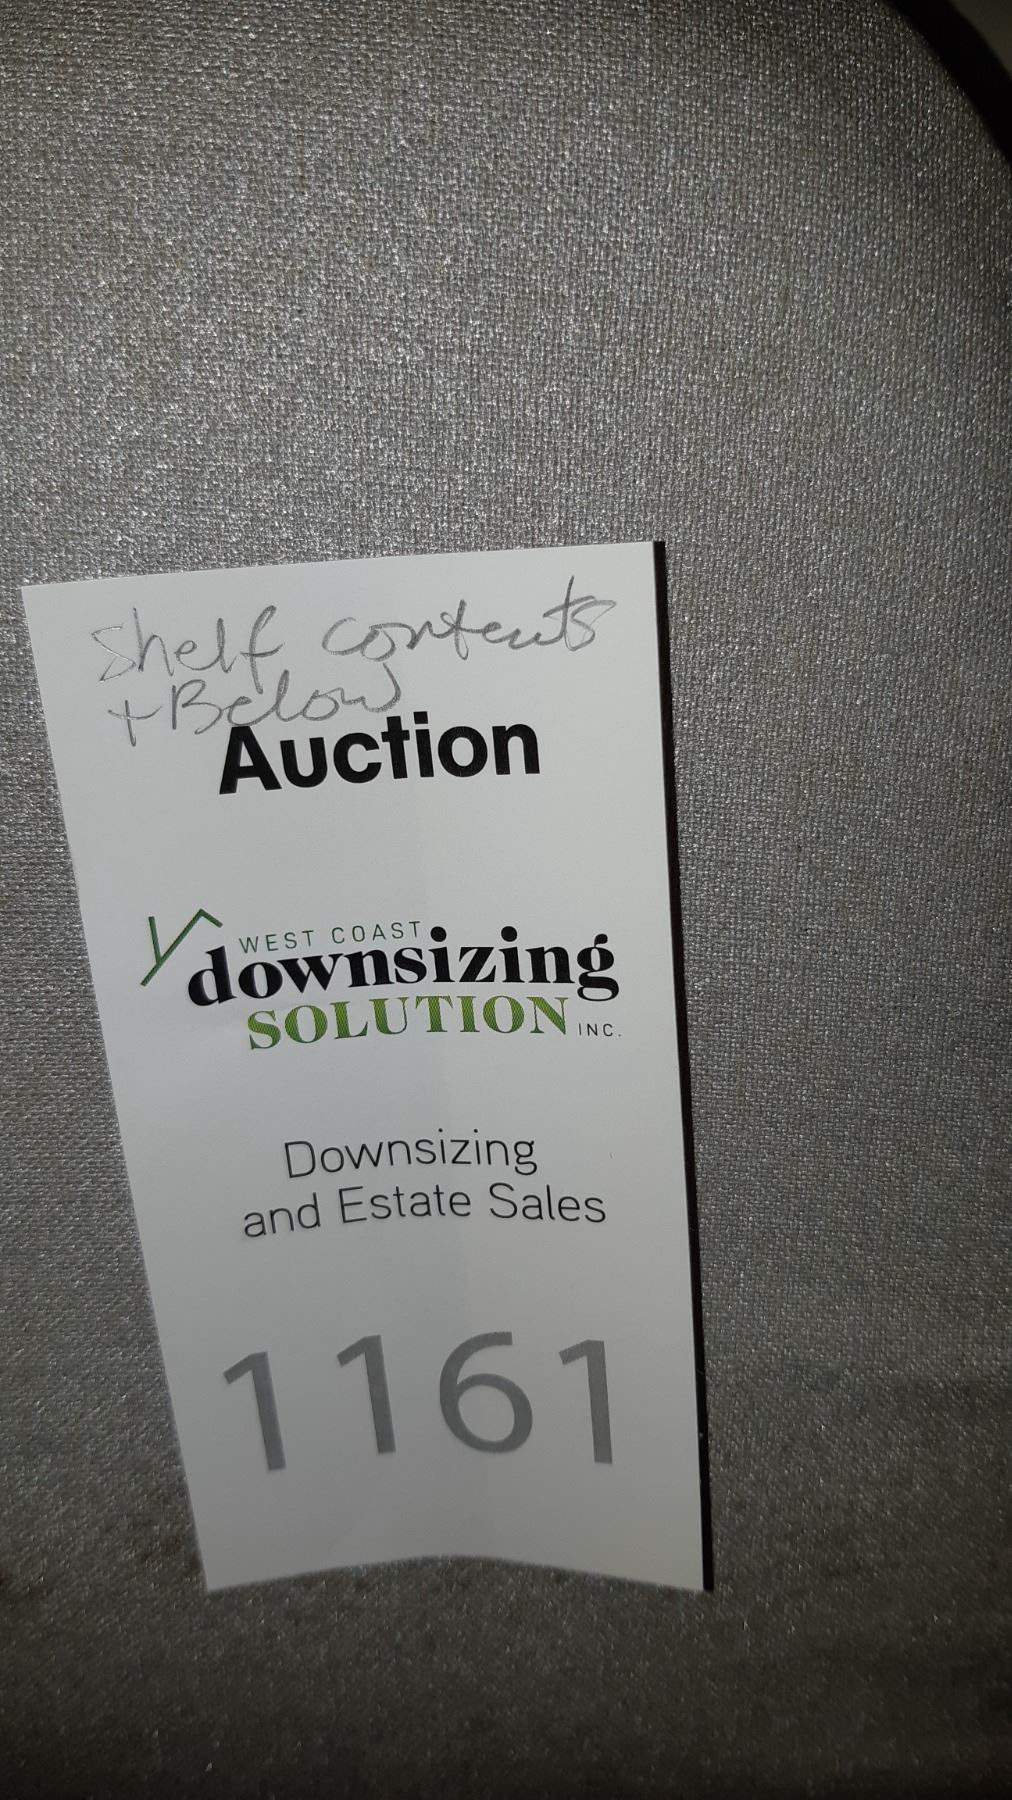 Shelf contents
+ Below
Auction
WEST COAST
downsizing
SOLUTION INC.
Downsizing
and Estate Sales
1161